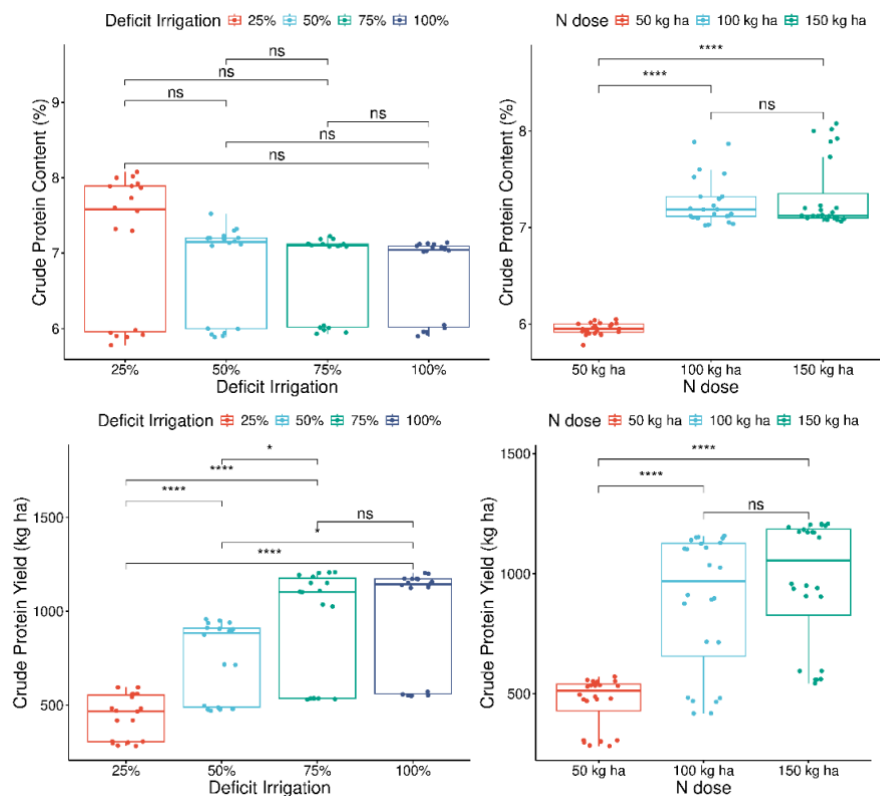 Deficit Irrigation 25% 50% 75% 100%
Crude Protein Content (%)
9
8
7
6
ns
ns
ns
ns
ns
ns
25% 50% 75% 100%
Deficit Irrigation
N dose 50 kg ha 100 kg ha 150 kg ha
Crude Protein Content (%)
8
7
6
****
****
ns
50 kg ha 100 kg ha 150 kg ha
N dose
Deficit Irrigation 25% 50% 75% 100%
Crude Protein Yield (kg ha)
1500
1000
500
*
****
****
ns
*
****
25% 50% 75% 100%
Deficit Irrigation
N dose 50 kg ha 100 kg ha 150 kg ha
Crude Protein Yield (kg ha)
1500
1000
500
****
****
ns
50 kg ha 100 kg ha 150 kg ha
N dose